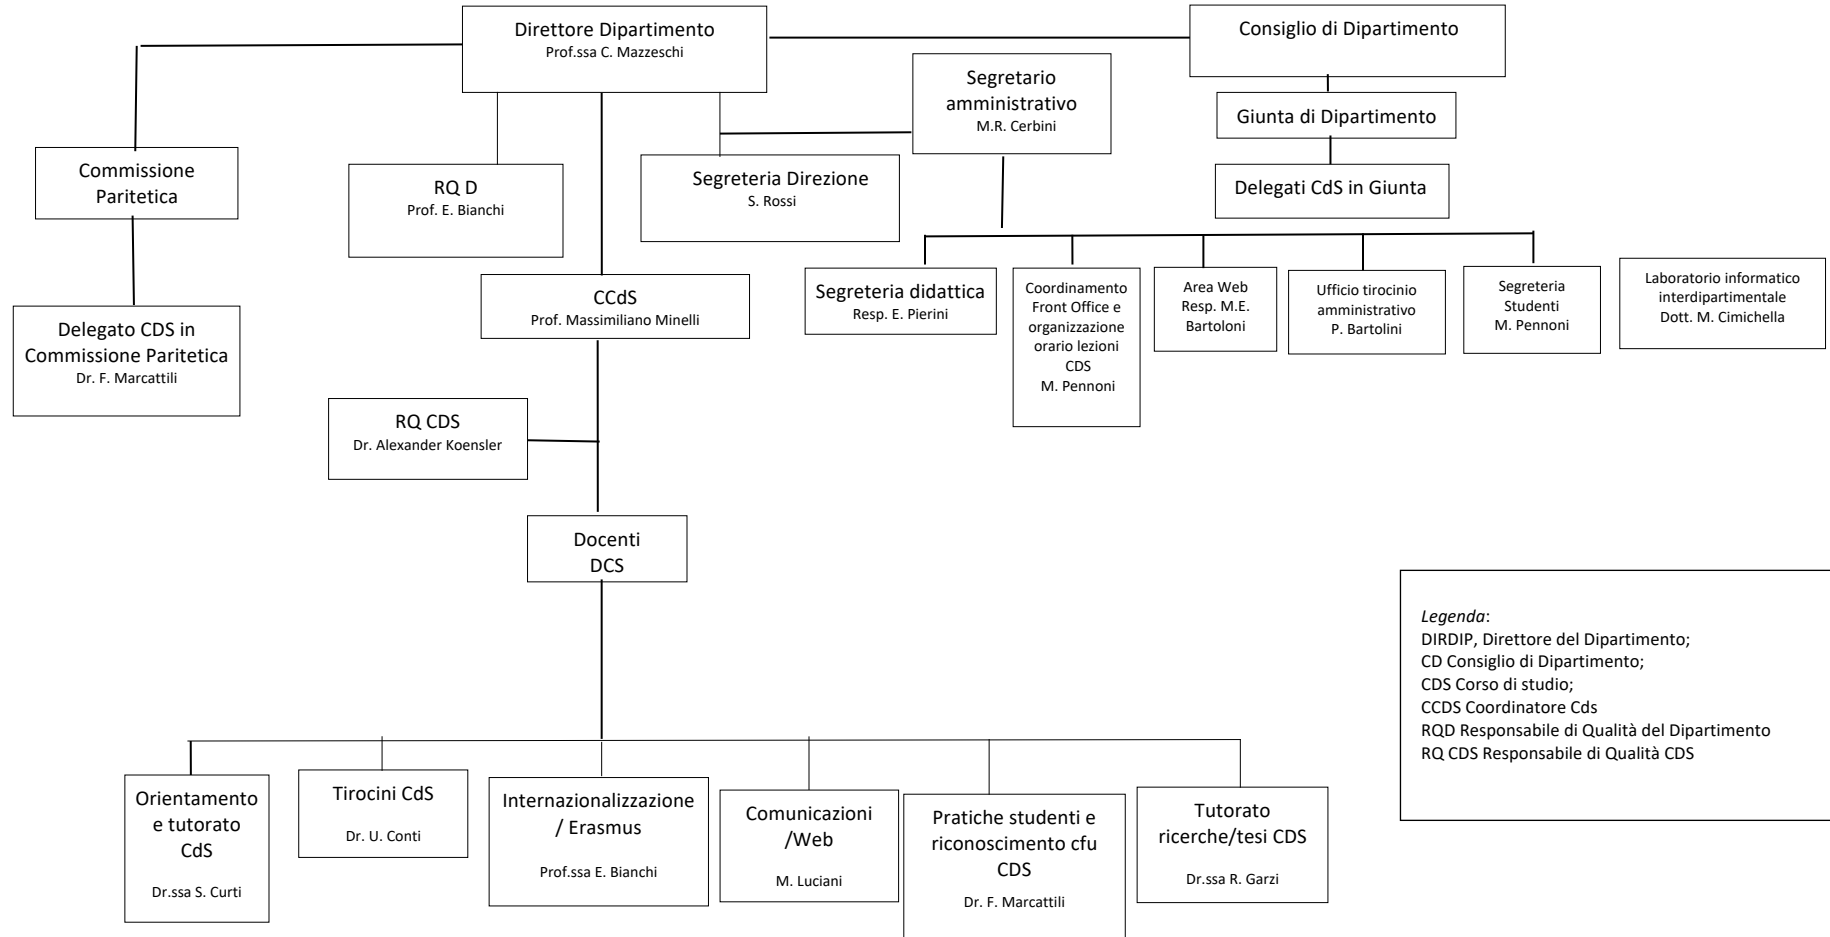 Direttore Dipartimento
Prof.ssa C. Mazzeschi
Consiglio di Dipartimento
Segretario
amministrativo
M.R. Cerbini
Giunta di Dipartimento
Commissione
Paritetica
RQ D
Prof. E. Bianchi
Segreteria Direzione
S. Rossi
Delegati CdS in Giunta
Delegato CDS in
Commissione Paritetica
Dr. F. Marcattili
CCdS
Prof. Massimiliano Minelli
Segreteria didattica
Resp. E. Pierini
Coordinamento
Front Office e
organizzazione
orario lezioni
CDS
M. Pennoni
Area Web
Resp. M.E.
Bartoloni
Ufficio tirocinio
amministrativo
P. Bartolini
Segreteria
Studenti
M. Pennoni
Laboratorio informatico
interdipartimentale
Dott. M. Cimichella
RQ CDS
Dr. Alexander Koensler
Docenti
DCS
Legenda:
DIRDIP, Direttore del Dipartimento;
CD Consiglio di Dipartimento;
CDS Corso di studio;
CCDS Coordinatore Cds
RQD Responsabile di Qualità del Dipartimento
RQ CDS Responsabile di Qualità CDS
Orientamento
e tutorato
CdS
Dr.ssa S. Curti
Tirocini CdS
Dr. U. Conti
Internazionalizzazione
/ Erasmus
Prof.ssa E. Bianchi
Comunicazioni
/Web
M. Luciani
Pratiche studenti e
riconoscimento cfu
CDS
Dr. F. Marcattili
Tutorato
ricerche/tesi CDS
Dr.ssa R. Garzi